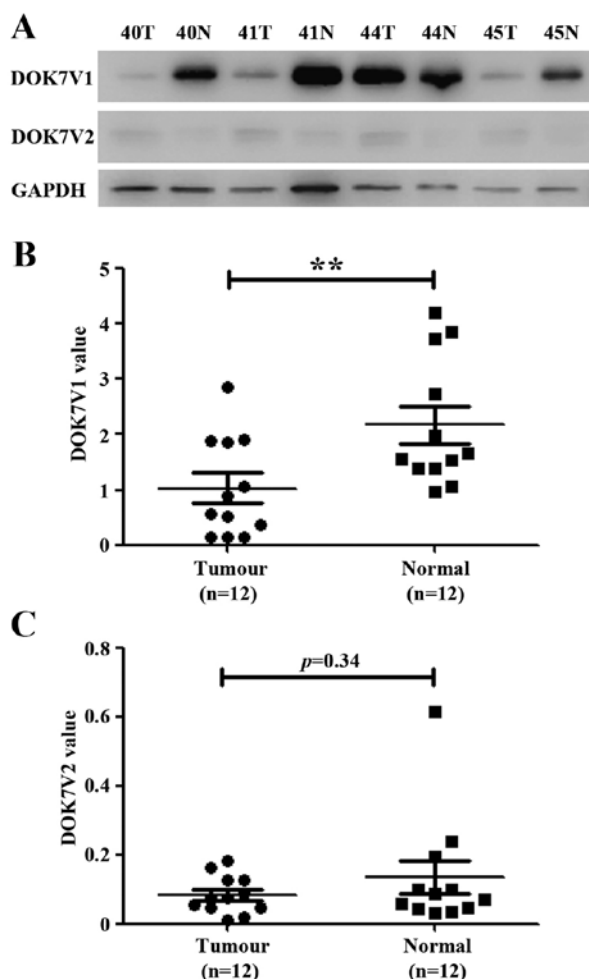 A
40T 40N 41T 41N 44T 44N 45T 45N
DOK7V1
DOK7V2
GAPDH
B
**
5
4
3
2
1
0
DOK7V1 value
Tumour Normal
(n=12) (n=12)
C
p=0.34
0.8
0.6
0.4
0.2
0
DOK7V2 value
Tumour Normal
(n=12) (n=12)